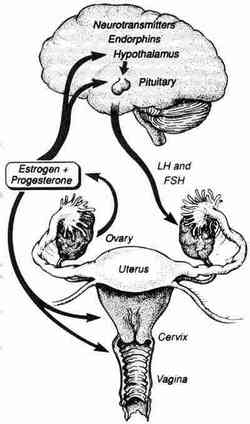 Neurotransmitters
Endorphins
Hypothalamus
Pituitary
LH and
FSH
Estrogen +
Progesterone
Ovary
Uterus
Cervix
Vagina